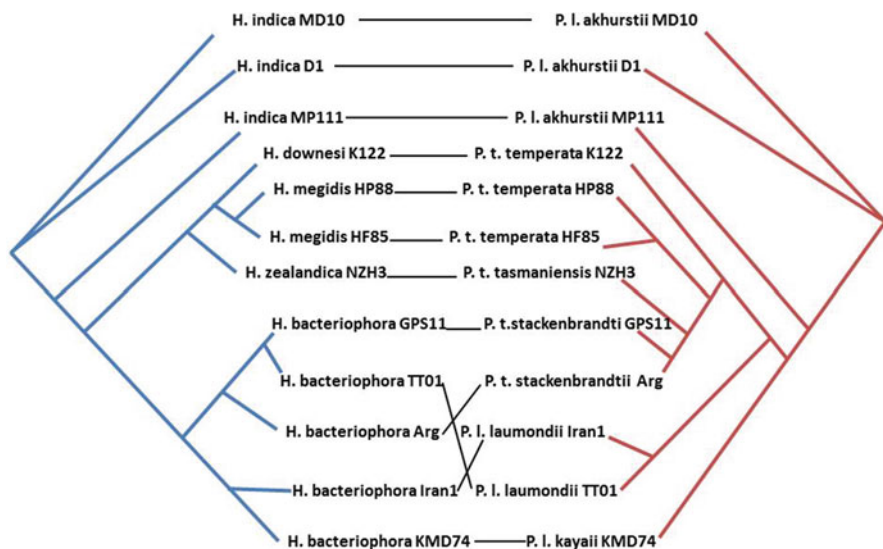 H. indica MD10 P. l. akhurstii MD10
H. indica D1 P. l. akhurstii D1
H. indica MP111 P. l. akhurstii MP111
H. downesi K122 P. t. temperata K122
H. megidis HP88 P. t. temperata HP88
H. megidis HF85 P. t. temperata HF85
H. zealandica NZH3 P. t. tasmaniensis NZH3
H. bacteriophora GPS11 P. t.stackenbrandti GPS11
H. bacteriophora TT01 P. t. stackenbrandtii Arg
H. bacteriophora Arg P. l. laumondii Iran1
H. bacteriophora Iran1 P. l. laumondii TT01
H. bacteriophora KMD74 P. l. kayaii KMD74